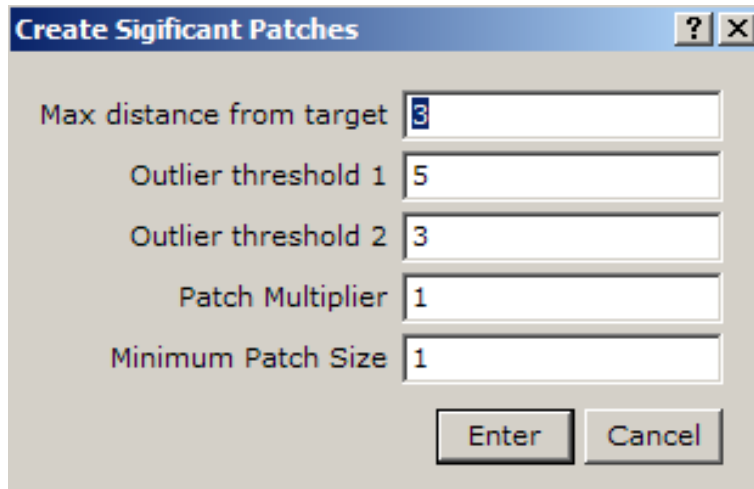 Create Sigificant Patches ? X
Max distance from target 3
Outlier threshold 1 5
Outlier threshold 2 3
Patch Multiplier 1
Minimum Patch Size 1
Enter Cancel